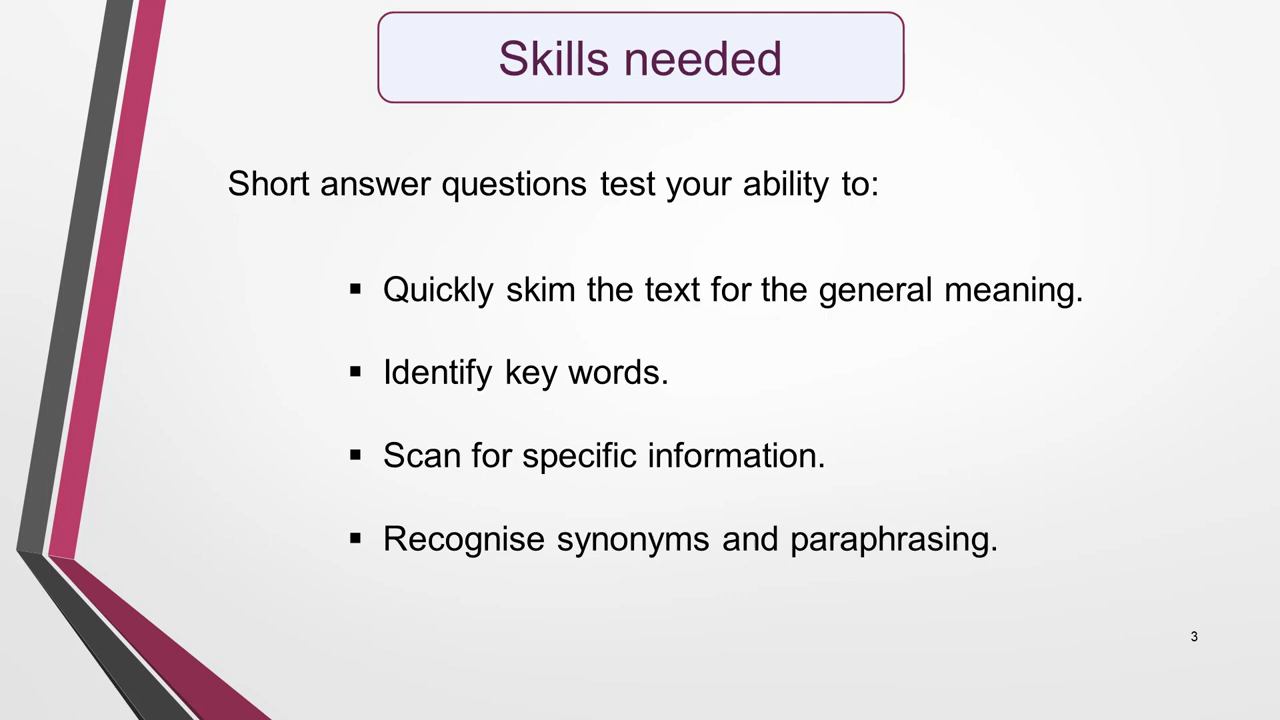 Skills needed
Short answer questions test your ability to:
▪ Quickly skim the text for the general meaning.
▪ Identify key words.
▪ Scan for specific information.
▪ Recognise synonyms and paraphrasing.
3